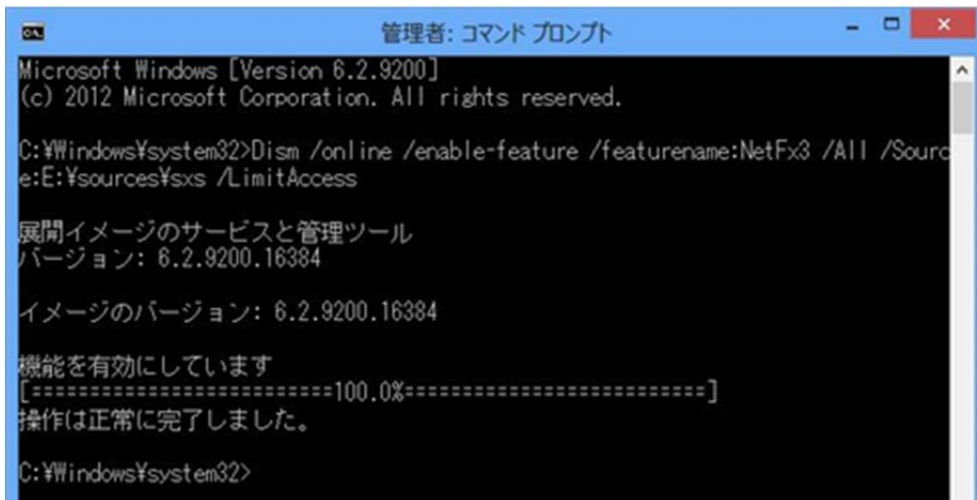 管理者: コマンド プロンプト
Microsoft Windows [Version 6.2.9200]
(c) 2012 Microsoft Corporation. All rights reserved.
C:¥Windows¥system32>Dism /online /enable-feature /featurename:NetFx3 /All /Sourc
e:E:¥sources¥sxs /LimitAccess
展開イメージのサービスと管理ツール
バージョン: 6.2.9200.16384
イメージのバージョン: 6.2.9200.16384
機能を有効にしています
[==========================100.0%==========================]
操作は正常に完了しました。
C:¥Windows¥system32>